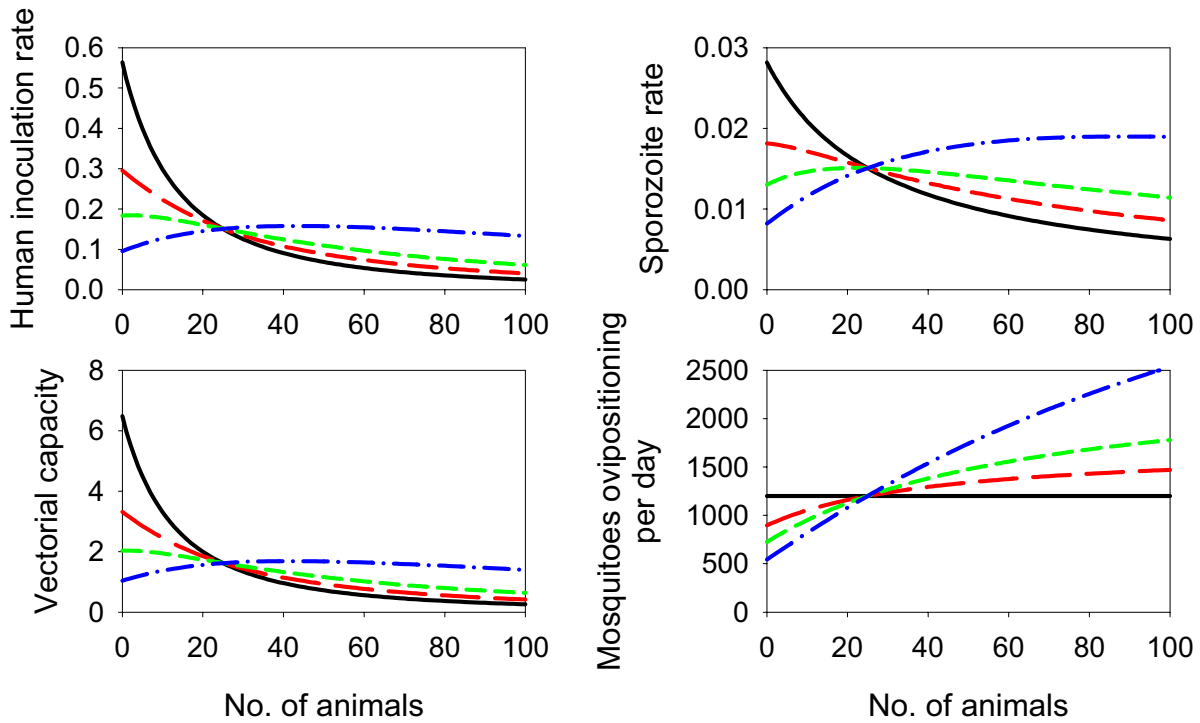 Human inoculation rate
0.6
0.5
0.4
0.3
0.2
0.1
0.0
0 20 40 60 80 100
Sporozoite rate
0.03
0.02
0.01
0.00
0 20 40 60 80 100
Vectorial capacity
8
6
4
2
0
0 20 40 60 80 100
No. of animals
Mosquitoes ovipositioning
per day
2500
2000
1500
1000
500
0
0 20 40 60 80 100
No. of animals